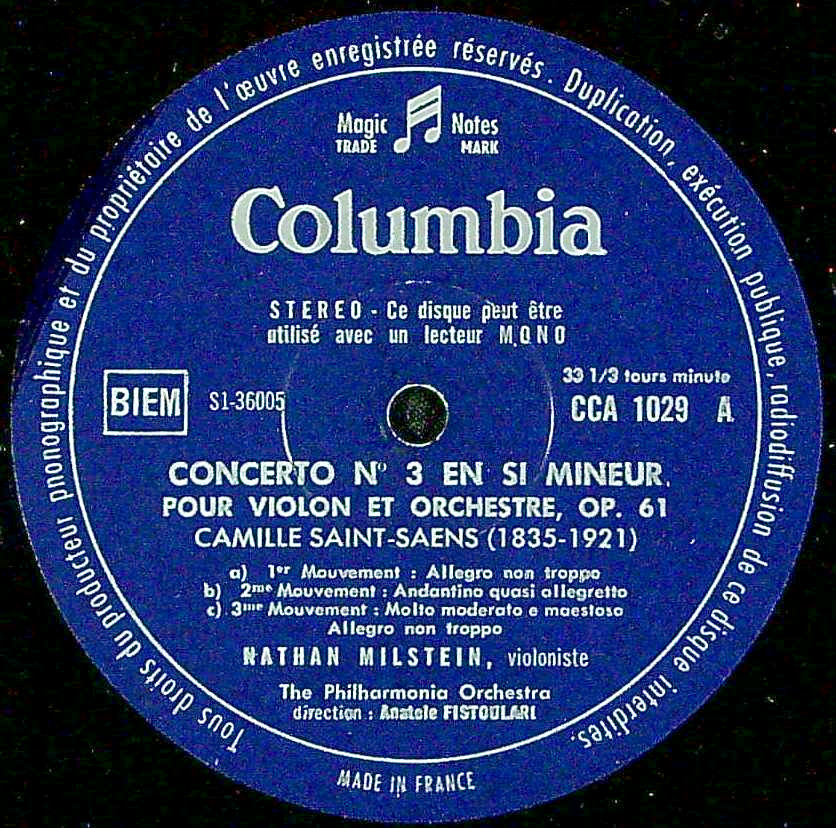 Tous droits du producteur pnonographique et du propriétaire de l'œuvre enregistrée réservés. Duplication, exécution publique, radiodiffusion de ce disque interdites.
Magic Notes
TRADE MARK
Columbia
STEREO - Ce disque peut être
utilisé avec un lecteur MONO
BIEM S1-36005
33 1/3 tours minute
CCA 1029 A
CONCERTO Nº 3 EN SI MINEUR,
POUR VIOLON ET ORCHESTRE, OP. 61
CAMILLE SAINT-SAENS (1835-1921)
a) 1er Mouvement : Allegro non troppo
b) 2me Mouvement : Andantino quasi allegretto
c) 3me Mouvement : Molto moderato e maestoso
Allegro non troppo
NATHAN MILSTEIN, violoniste
The Philharmonia Orchestra
direction : Anatole FISTOULARI
MADE IN FRANCE